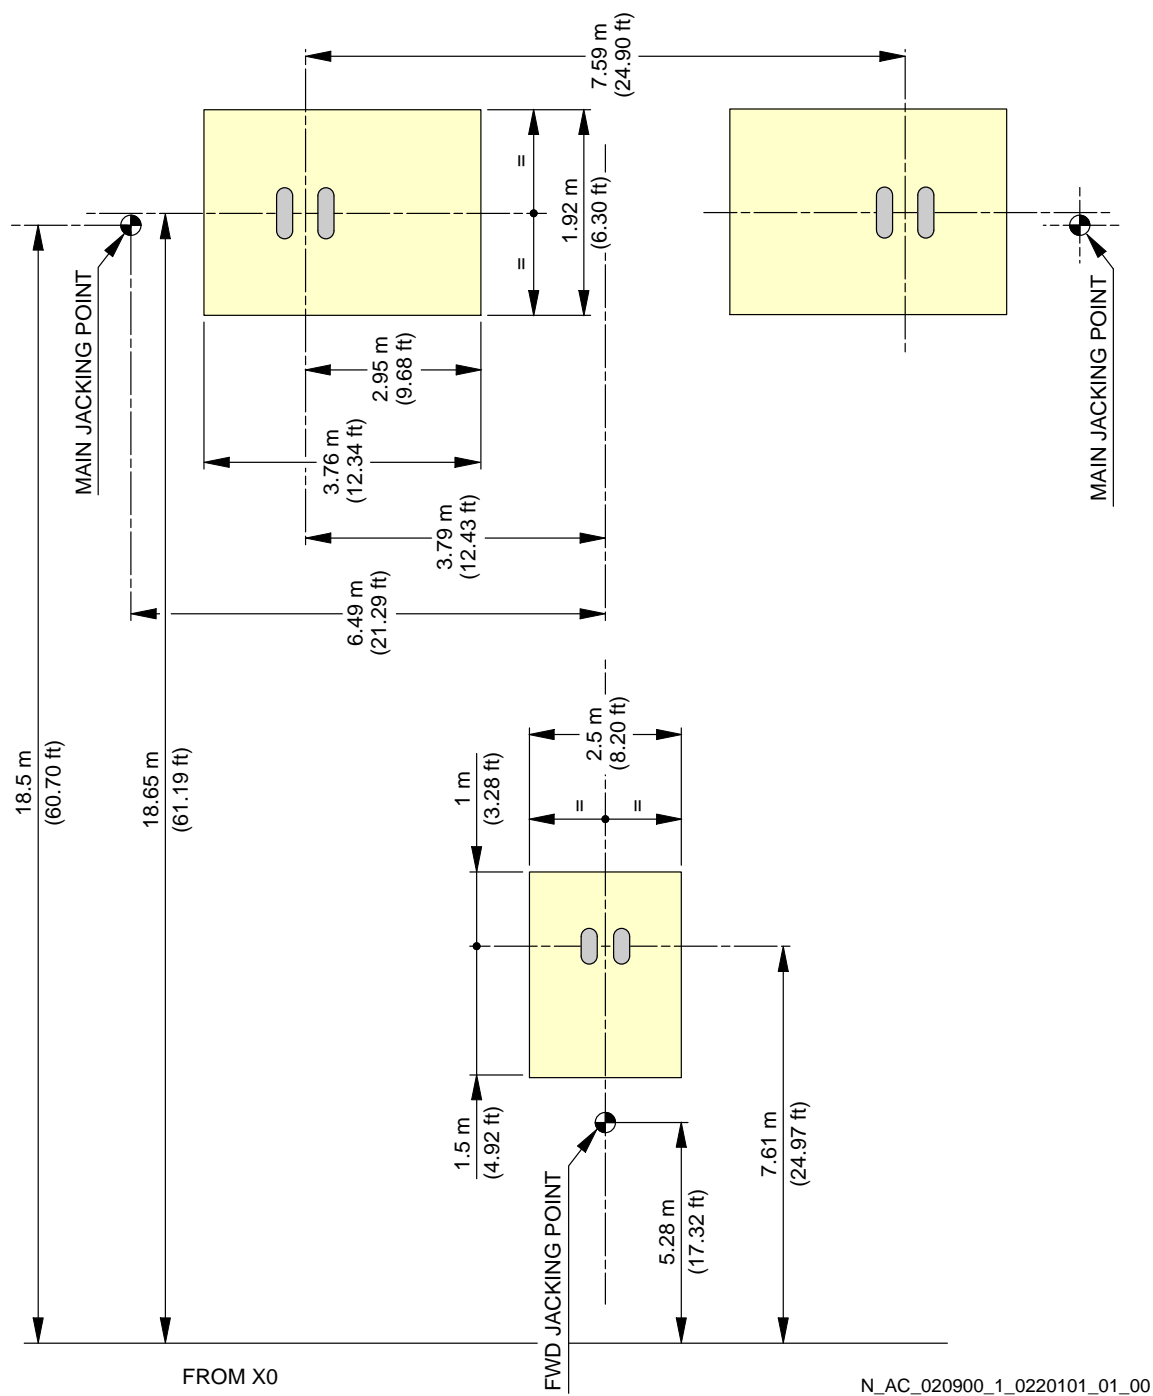 7.59 m
(24.90 ft)
=
=
1.92 m
(6.30 ft)
MAIN JACKING POINT
MAIN JACKING POINT
2.95 m
(9.68 ft)
3.76 m
(12.34 ft)
3.79 m
(12.43 ft)
6.49 m
(21.29 ft)
18.5 m
(60.70 ft)
18.65 m
(61.19 ft)
2.5 m
(8.20 ft)
1 m
(3.28 ft)
=
=
1.5 m
(4.92 ft)
FWD JACKING POINT
5.28 m
(17.32 ft)
7.61 m
(24.97 ft)
FROM X0
N_AC_020900_1_0220101_01_00